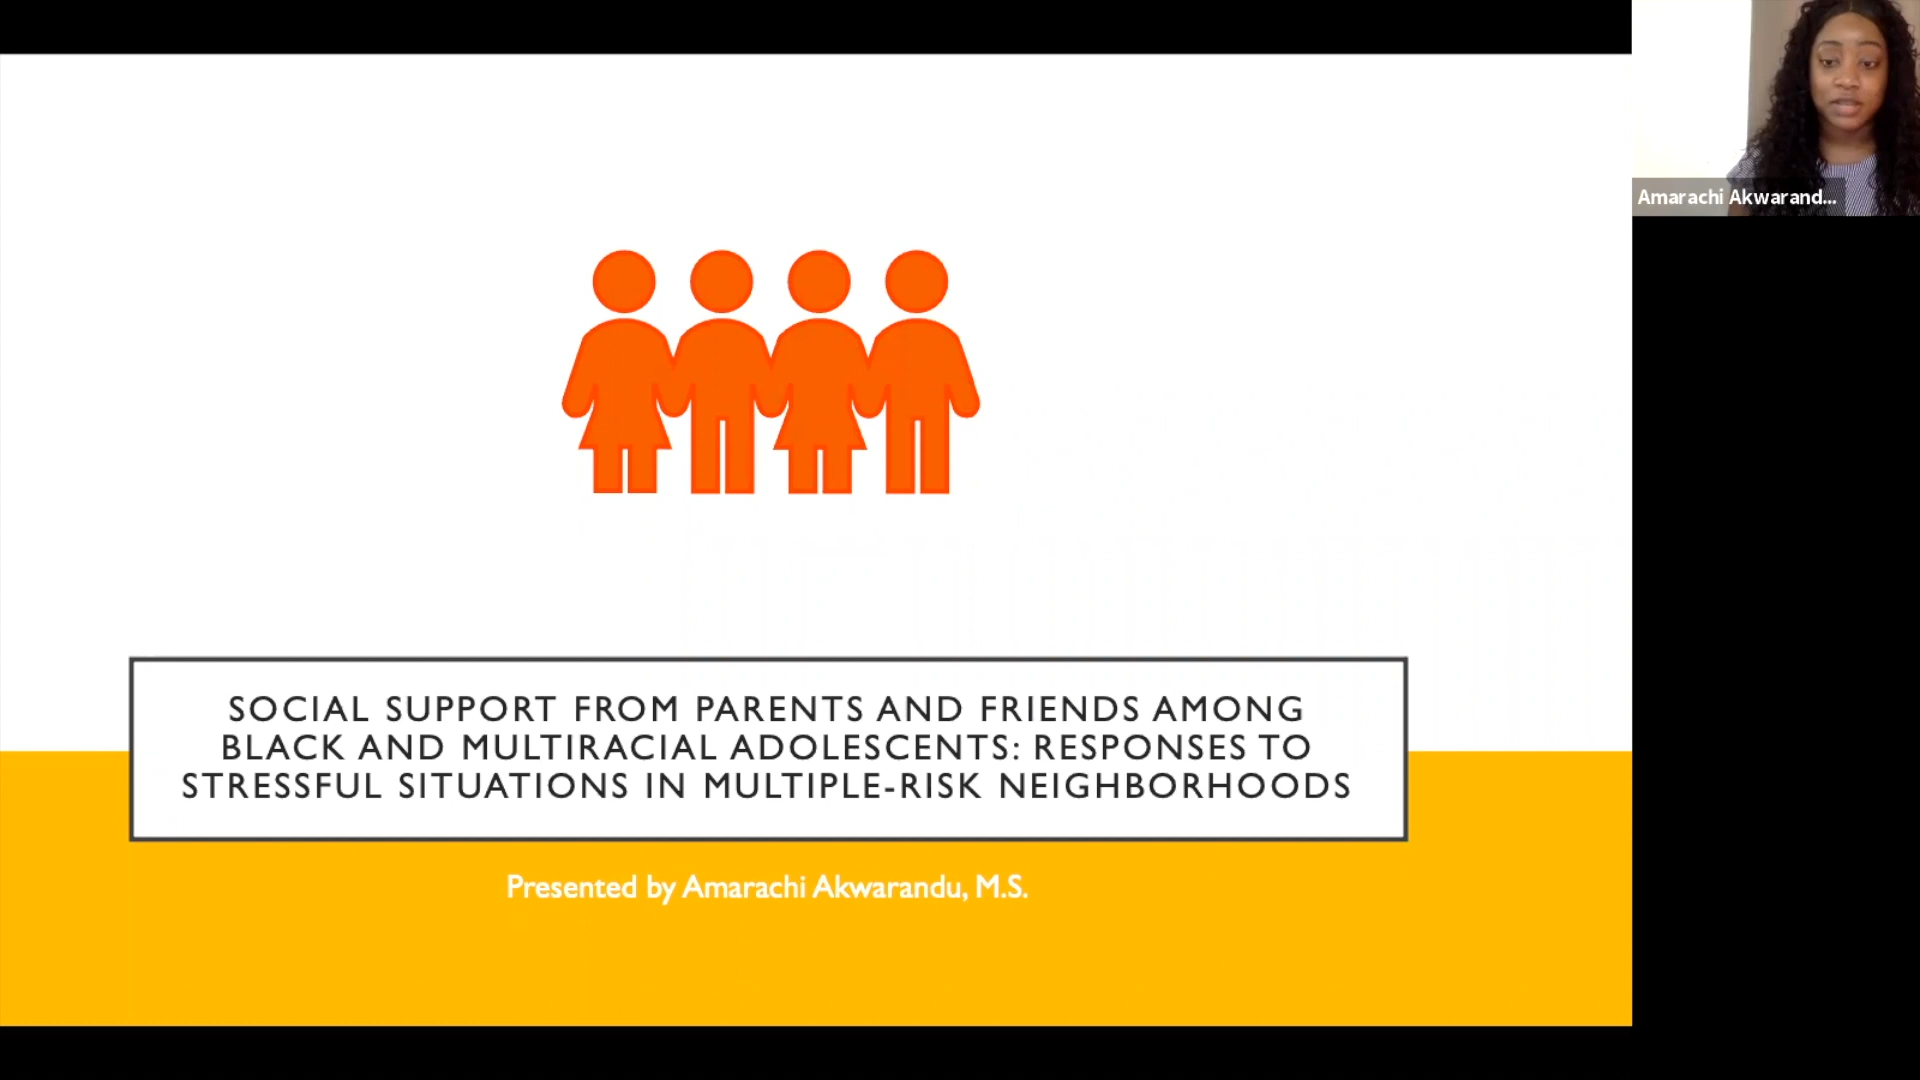 Amarachi Akwarand...
SOCIAL SUPPORT FROM PARENTS AND FRIENDS AMONG
BLACK AND MULTIRACIAL ADOLESCENTS: RESPONSES TO
STRESSFUL SITUATIONS IN MULTIPLE-RISK NEIGHBORHOODS
Presented by Amarachi Akwarandu, M.S.